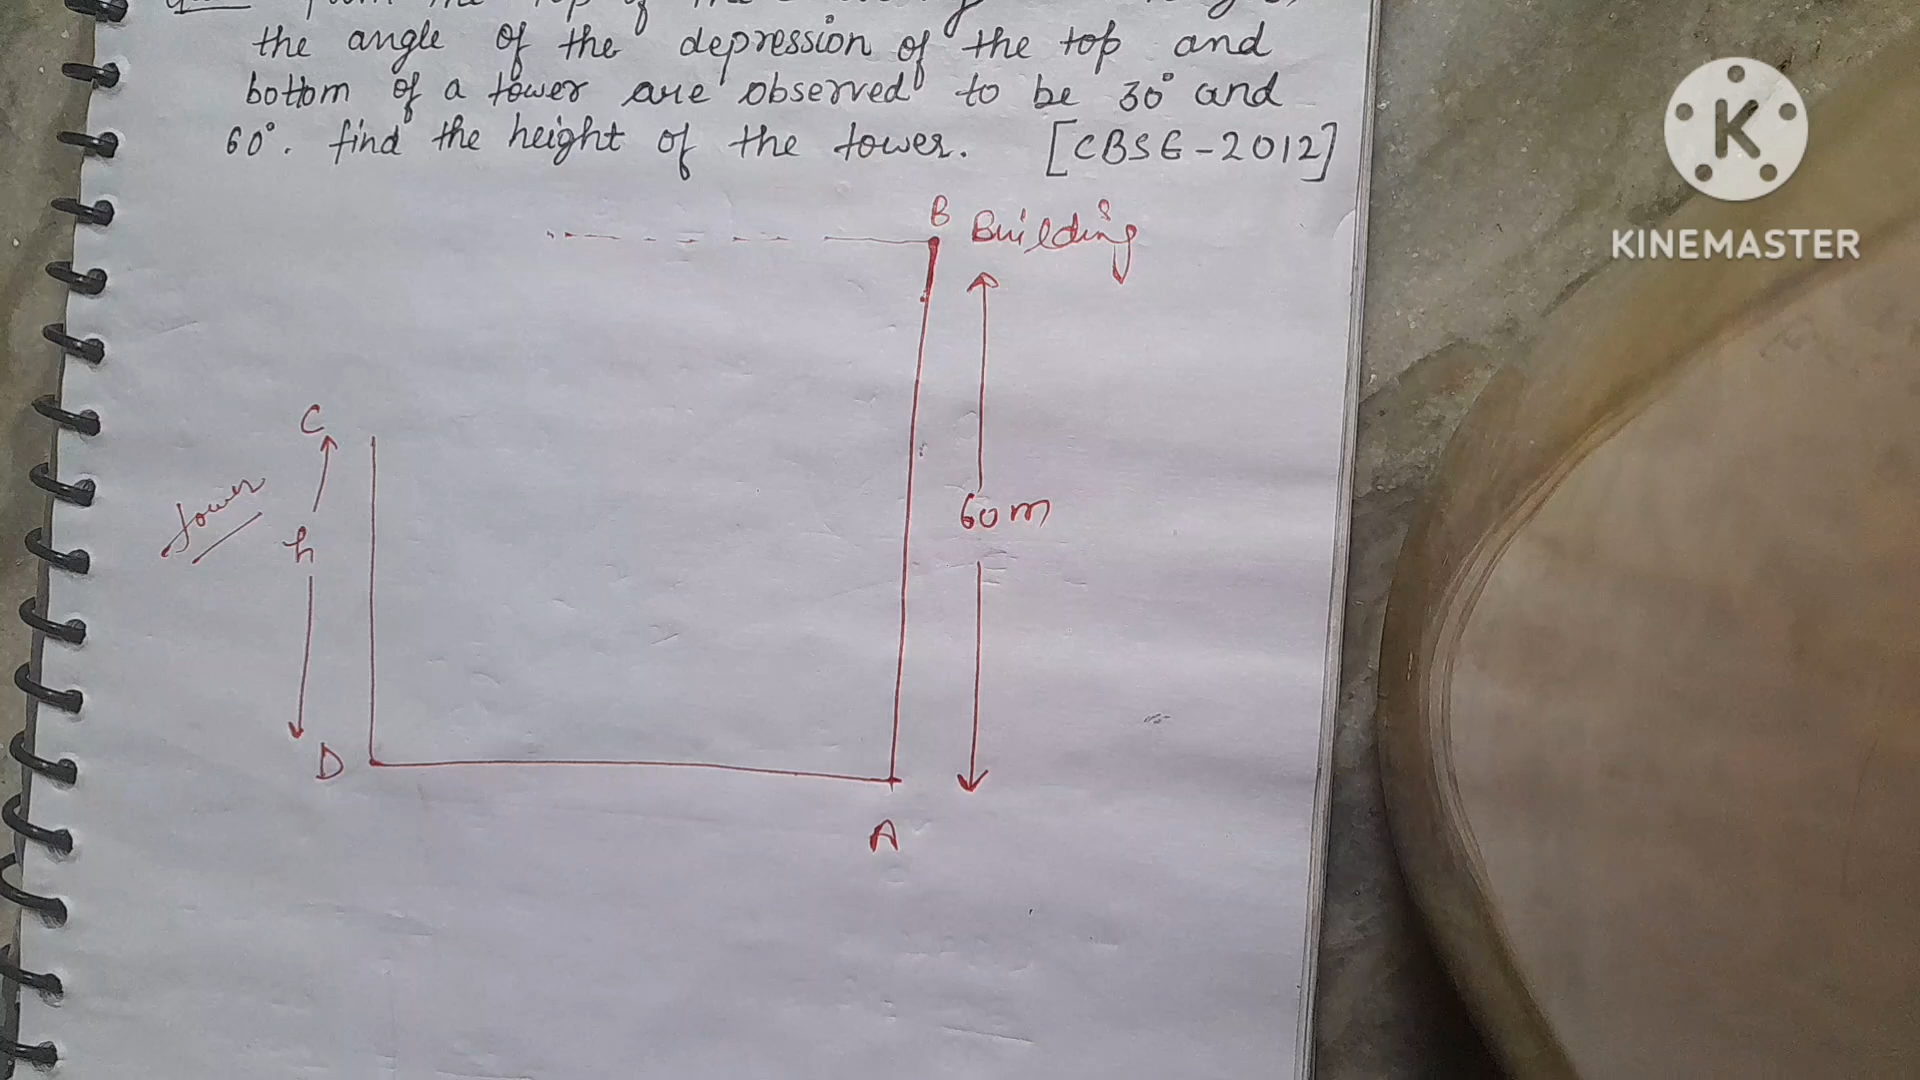 the angle of the depression of the top and
bottom of a tower are observed to be 30° and
60°. find the height of the tower. [CBSE-2012]
K
KINEMASTER
B Building
C
tower
h
60m
D
A